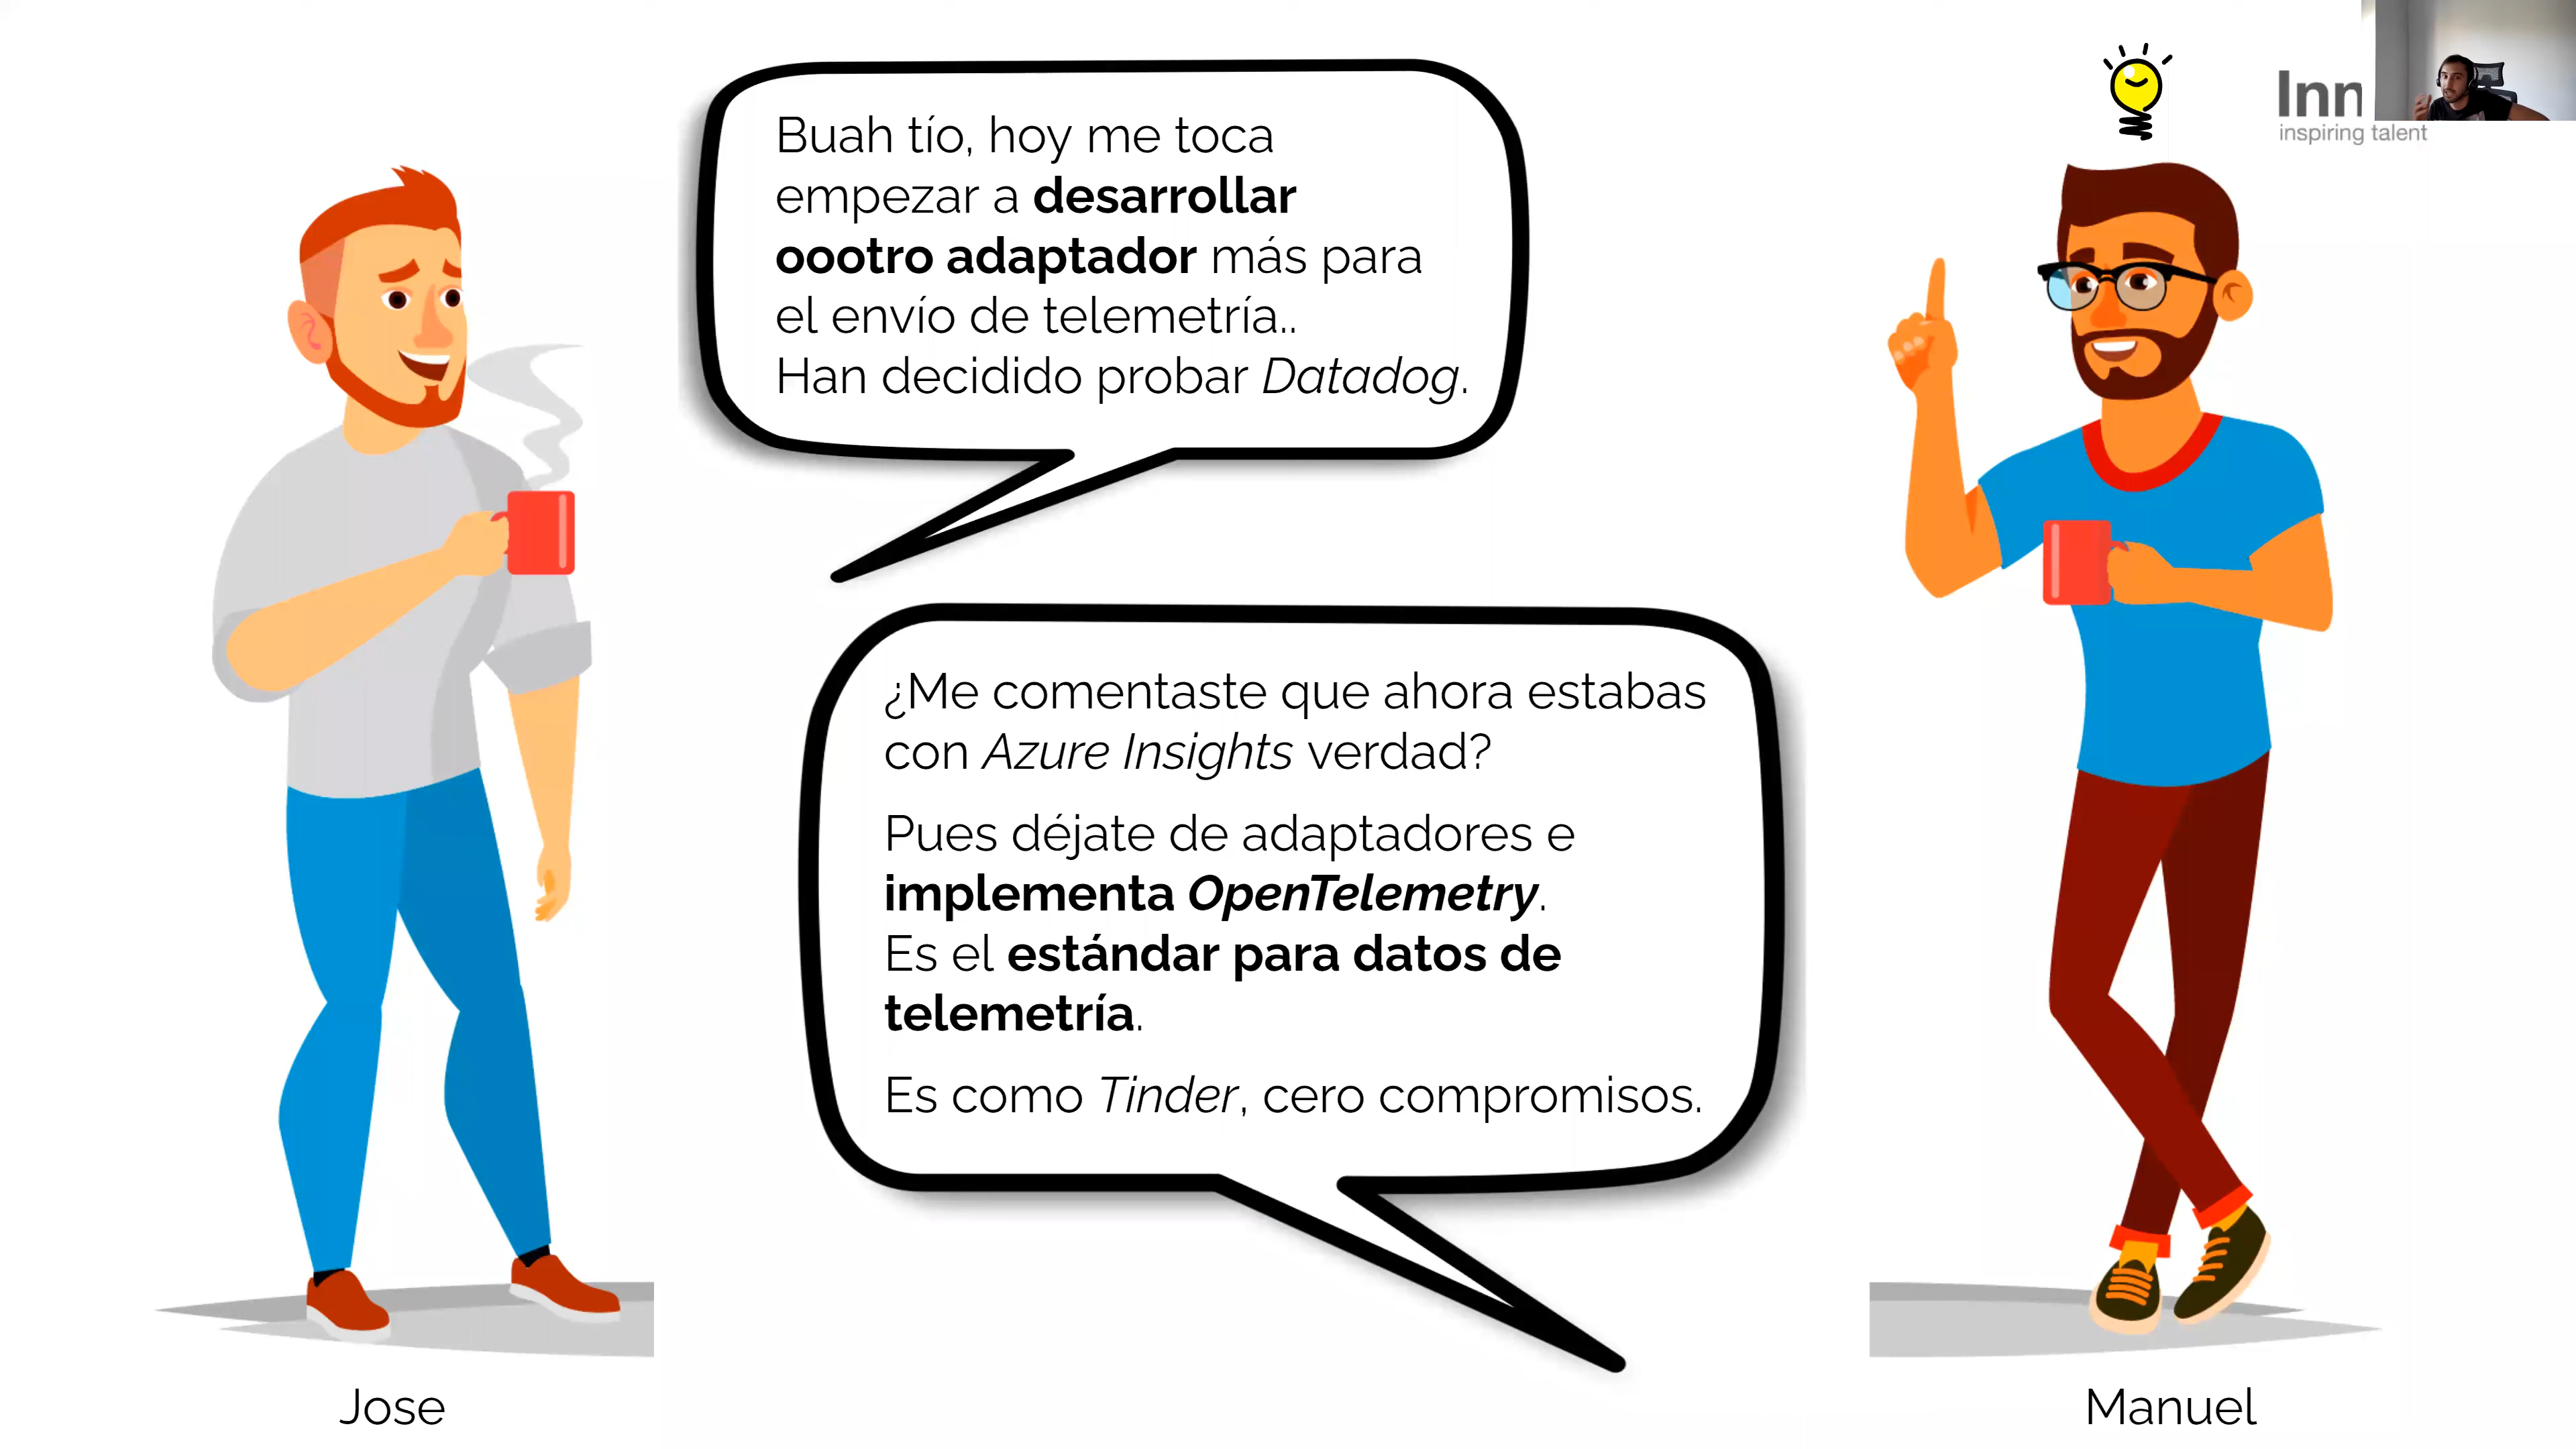 Buah tío, hoy me toca
empezar a desarrollar
oootro adaptador más para
el envío de telemetría..
Han decidido probar Datadog.
Inn
inspiring talent
¿Me comentaste que ahora estabas
con Azure Insights verdad?
Pues déjate de adaptadores e
implementa OpenTelemetry.
Es el estándar para datos de
telemetría.
Es como Tinder, cero compromisos.
Jose
Manuel